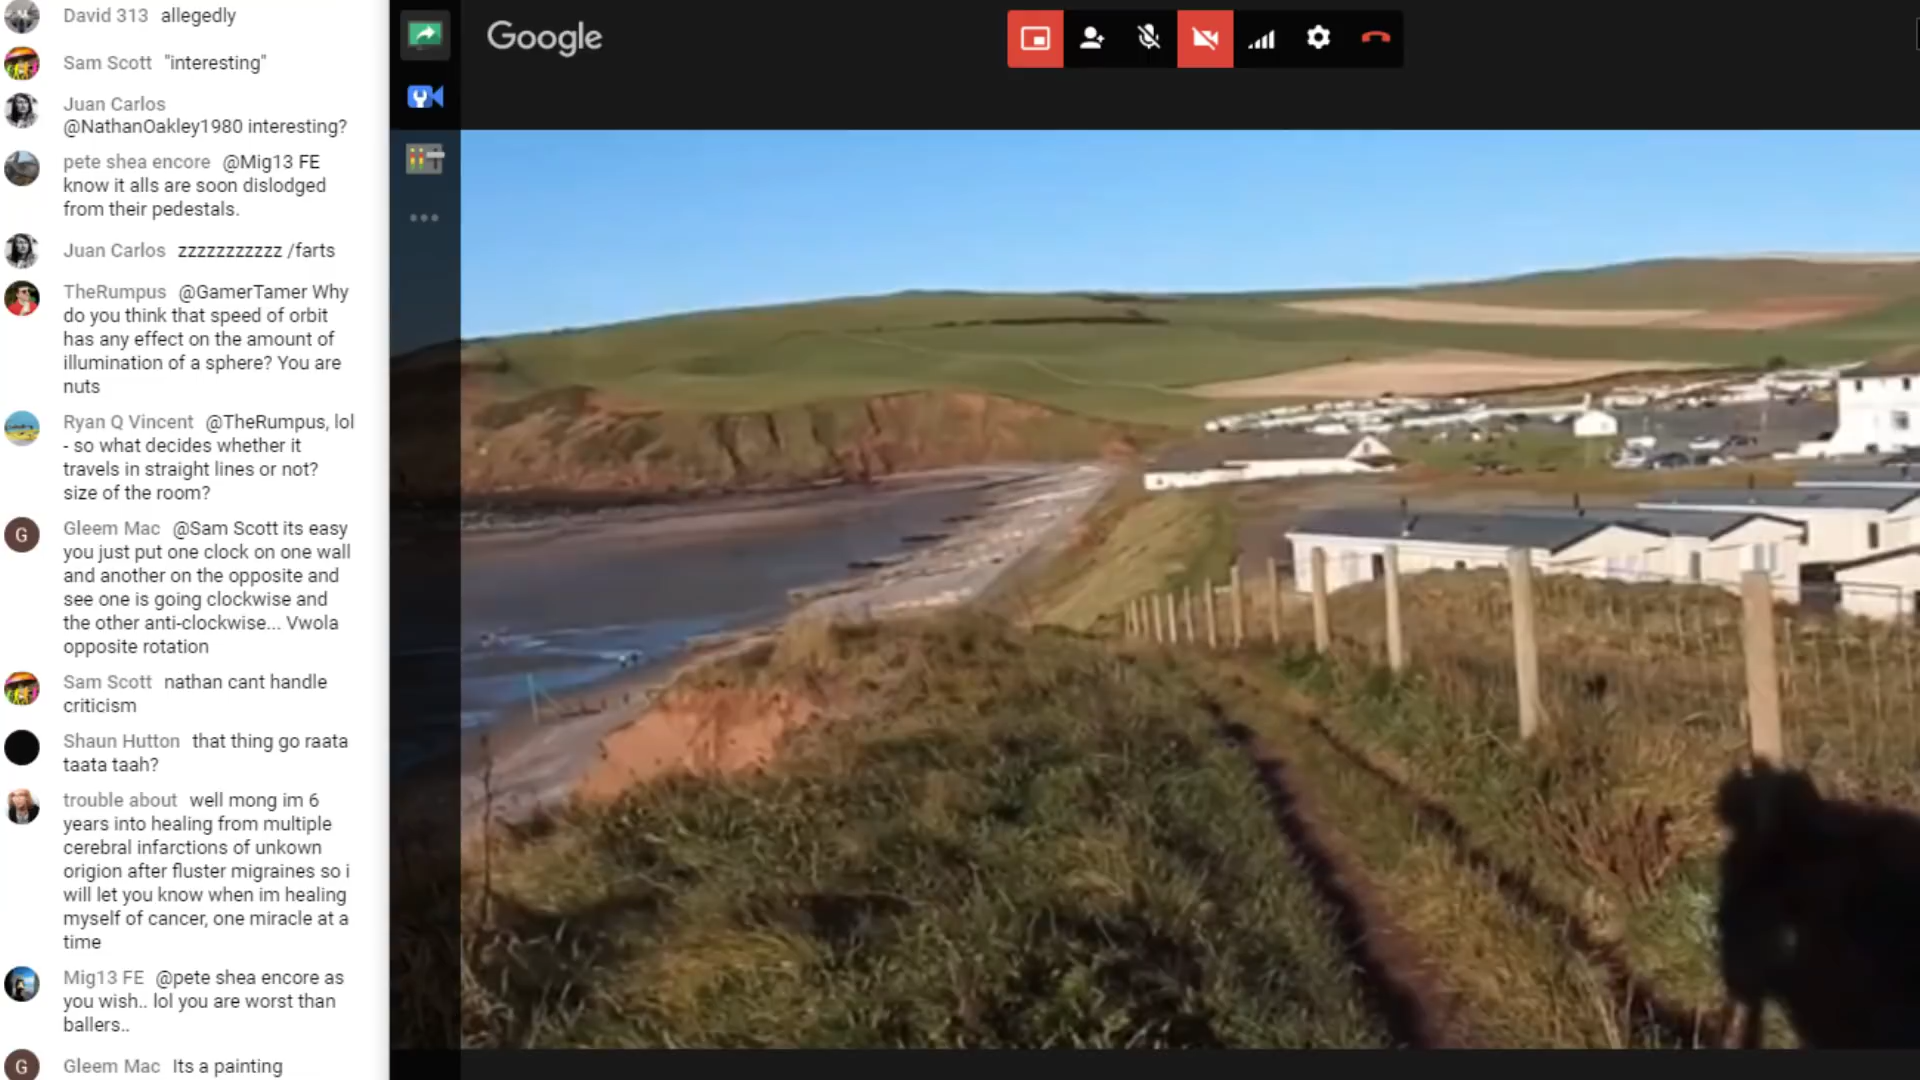 David 313 allegedly
Sam Scott "interesting"
Juan Carlos
@NathanOakley1980 interesting?
pete shea encore @Mig13 FE
know it alls are soon dislodged
from their pedestals.
Juan Carlos zzzzzzzzzzz /farts
TheRumpus @GamerTamer Why
do you think that speed of orbit
has any effect on the amount of
illumination of a sphere? You are
nuts
Ryan Q Vincent @TheRumpus, lol
- so what decides whether it
travels in straight lines or not?
size of the room?
G
Gleem Mac @Sam Scott its easy
you just put one clock on one wall
and another on the opposite and
see one is going clockwise and
the other anti-clockwise... Vwola
opposite rotation
Sam Scott nathan cant handle
criticism
Shaun Hutton that thing go raata
taata taah?
trouble about well mong im 6
years into healing from multiple
cerebral infarctions of unkown
origion after fluster migraines so i
will let you know when im healing
myself of cancer, one miracle at a
time
Mig13 FE @pete shea encore as
you wish.. lol you are worst than
ballers..
G
Gleem Mac Its a painting
Google